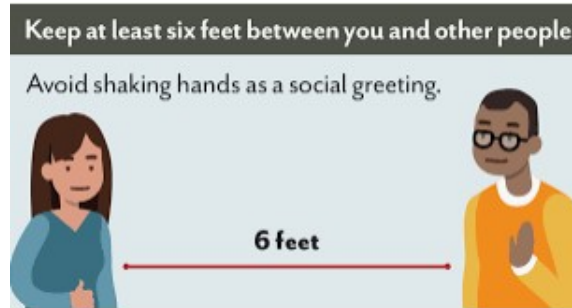 Keep at least six feet between you and other people
Avoid shaking hands as a social greeting.
6 feet